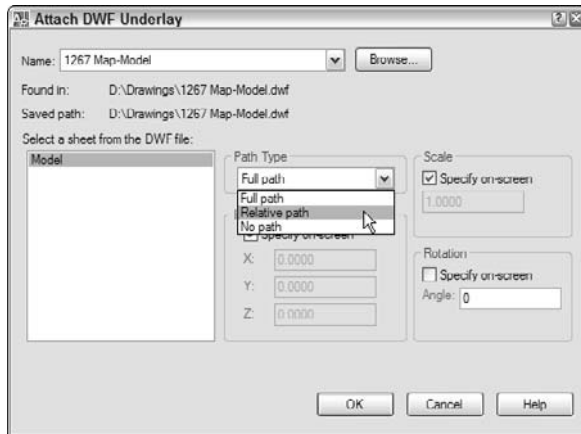 Attach DWF Underlay
Name: 1267 Map-Model Browse...
Found in: D:\Drawings\1267 Map-Model.dwf
Saved path: D:\Drawings\1267 Map-Model.dwf
Select a sheet from the DWF file:
Model
Path Type
Full path
Full path
Relative path
No path
Specify on-screen
X: 0.0000
Y: 0.0000
Z: 0.0000
Scale
Specify on-screen
1.0000
Rotation
Specify on-screen
Angle: 0
OK Cancel Help